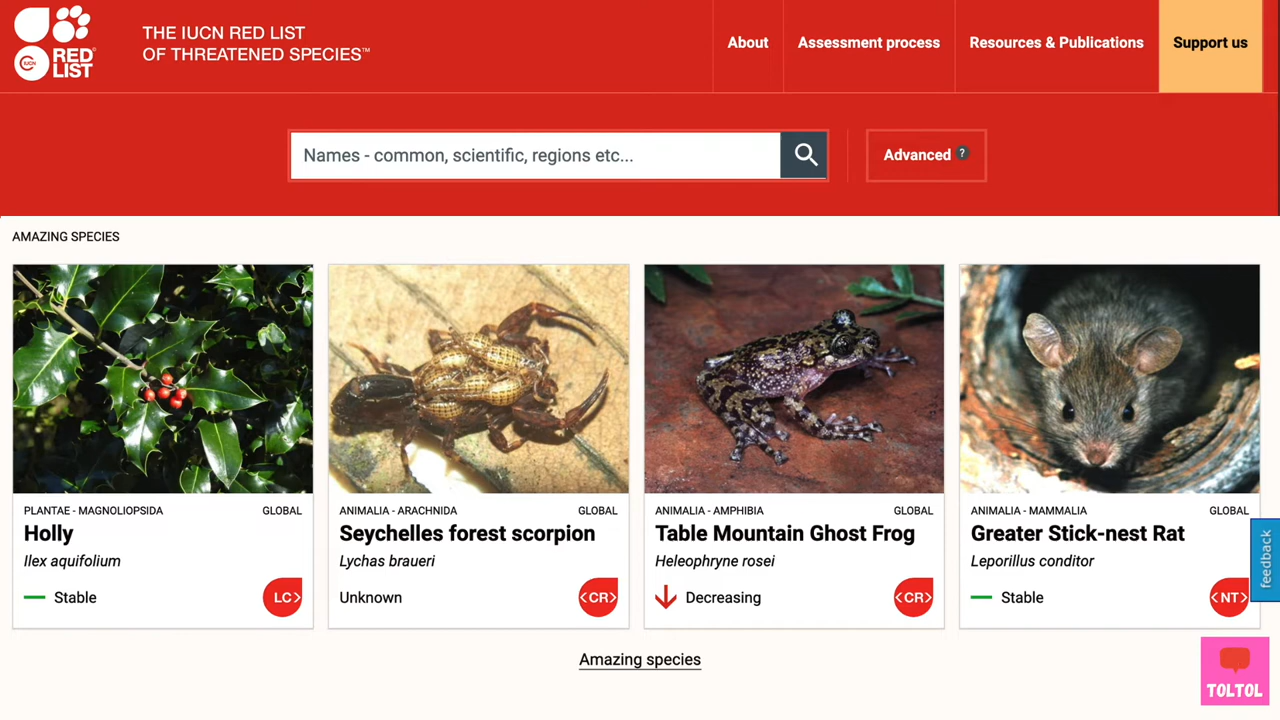 RED
LIST
IUCN
THE IUCN RED LIST
OF THREATENED SPECIES™
About
Assessment process
Resources & Publications
Support us
Names - common, scientific, regions etc...
Advanced ?
AMAZING SPECIES
PLANTAE - MAGNOLIOPSIDA GLOBAL
Holly
Ilex aquifolium
Stable LC>
ANIMALIA - ARACHNIDA GLOBAL
Seychelles forest scorpion
Lychas braueri
Unknown <CR>
ANIMALIA - AMPHIBIA GLOBAL
Table Mountain Ghost Frog
Heleophryne rosei
Decreasing <CR>
ANIMALIA - MAMMALIA GLOBAL
Greater Stick-nest Rat
Leporillus conditor
Stable <NT>
feedback
Amazing species
TOLTOL